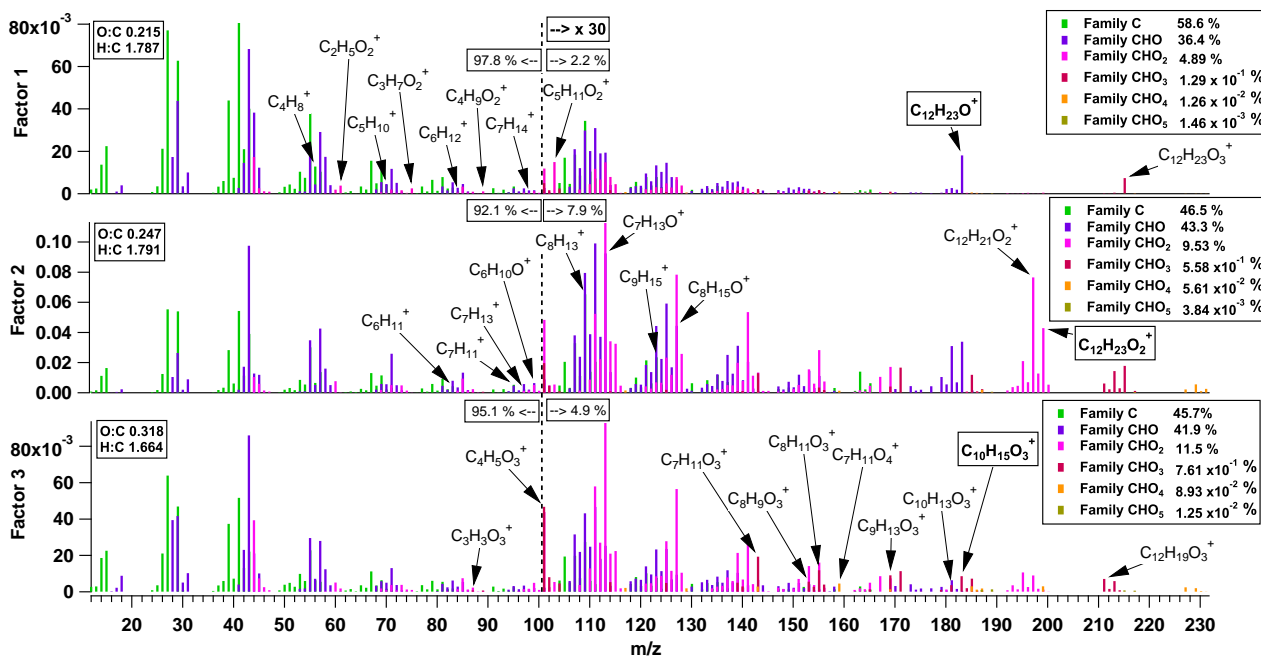 80x10⁻³
60
40
20
0
Factor 1
O:C 0.215
H:C 1.787
--> x 30
97.8 % <--
--> 2.2 %
C₄H₈⁺
C₂H₅O₂⁺
C₅H₁₀⁺
C₃H₇O₂⁺
C₆H₁₂⁺
C₄H₉O₂⁺
C₇H₁₄⁺
C₅H₁₁O₂⁺
C₁₂H₂₃O⁺
C₁₂H₂₃O₃⁺
Family C 58.6 %
Family CHO 36.4 %
Family CHO₂ 4.89 %
Family CHO₃ 1.29 x 10⁻¹ %
Family CHO₄ 1.26 x 10⁻² %
Family CHO₅ 1.46 x 10⁻³ %
0.10
0.08
0.06
0.04
0.02
0.00
Factor 2
O:C 0.247
H:C 1.791
92.1 % <--
--> 7.9 %
C₆H₁₁⁺
C₇H₁₁⁺
C₇H₁₃⁺
C₆H₁₀O⁺
C₈H₁₃⁺
C₇H₁₃O⁺
C₉H₁₅⁺
C₈H₁₅O⁺
C₁₂H₂₁O₂⁺
C₁₂H₂₃O₂⁺
Family C 46.5 %
Family CHO 43.3 %
Family CHO₂ 9.53 %
Family CHO₃ 5.58 x10⁻¹ %
Family CHO₄ 5.61 x10⁻² %
Family CHO₅ 3.84 x10⁻³ %
80x10⁻³
60
40
20
0
Factor 3
O:C 0.318
H:C 1.664
95.1 % <--
--> 4.9 %
C₃H₃O₃⁺
C₄H₅O₃⁺
C₇H₁₁O₃⁺
C₈H₉O₃⁺
C₈H₁₁O₃⁺
C₇H₁₁O₄⁺
C₉H₁₃O₃⁺
C₁₀H₁₃O₃⁺
C₁₀H₁₅O₃⁺
C₁₂H₁₉O₃⁺
Family C 45.7%
Family CHO 41.9 %
Family CHO₂ 11.5 %
Family CHO₃ 7.61 x10⁻¹ %
Family CHO₄ 8.93 x10⁻² %
Family CHO₅ 1.25 x10⁻² %
20 30 40 50 60 70 80 90 100 110 120 130 140 150 160 170 180 190 200 210 220 230
m/z